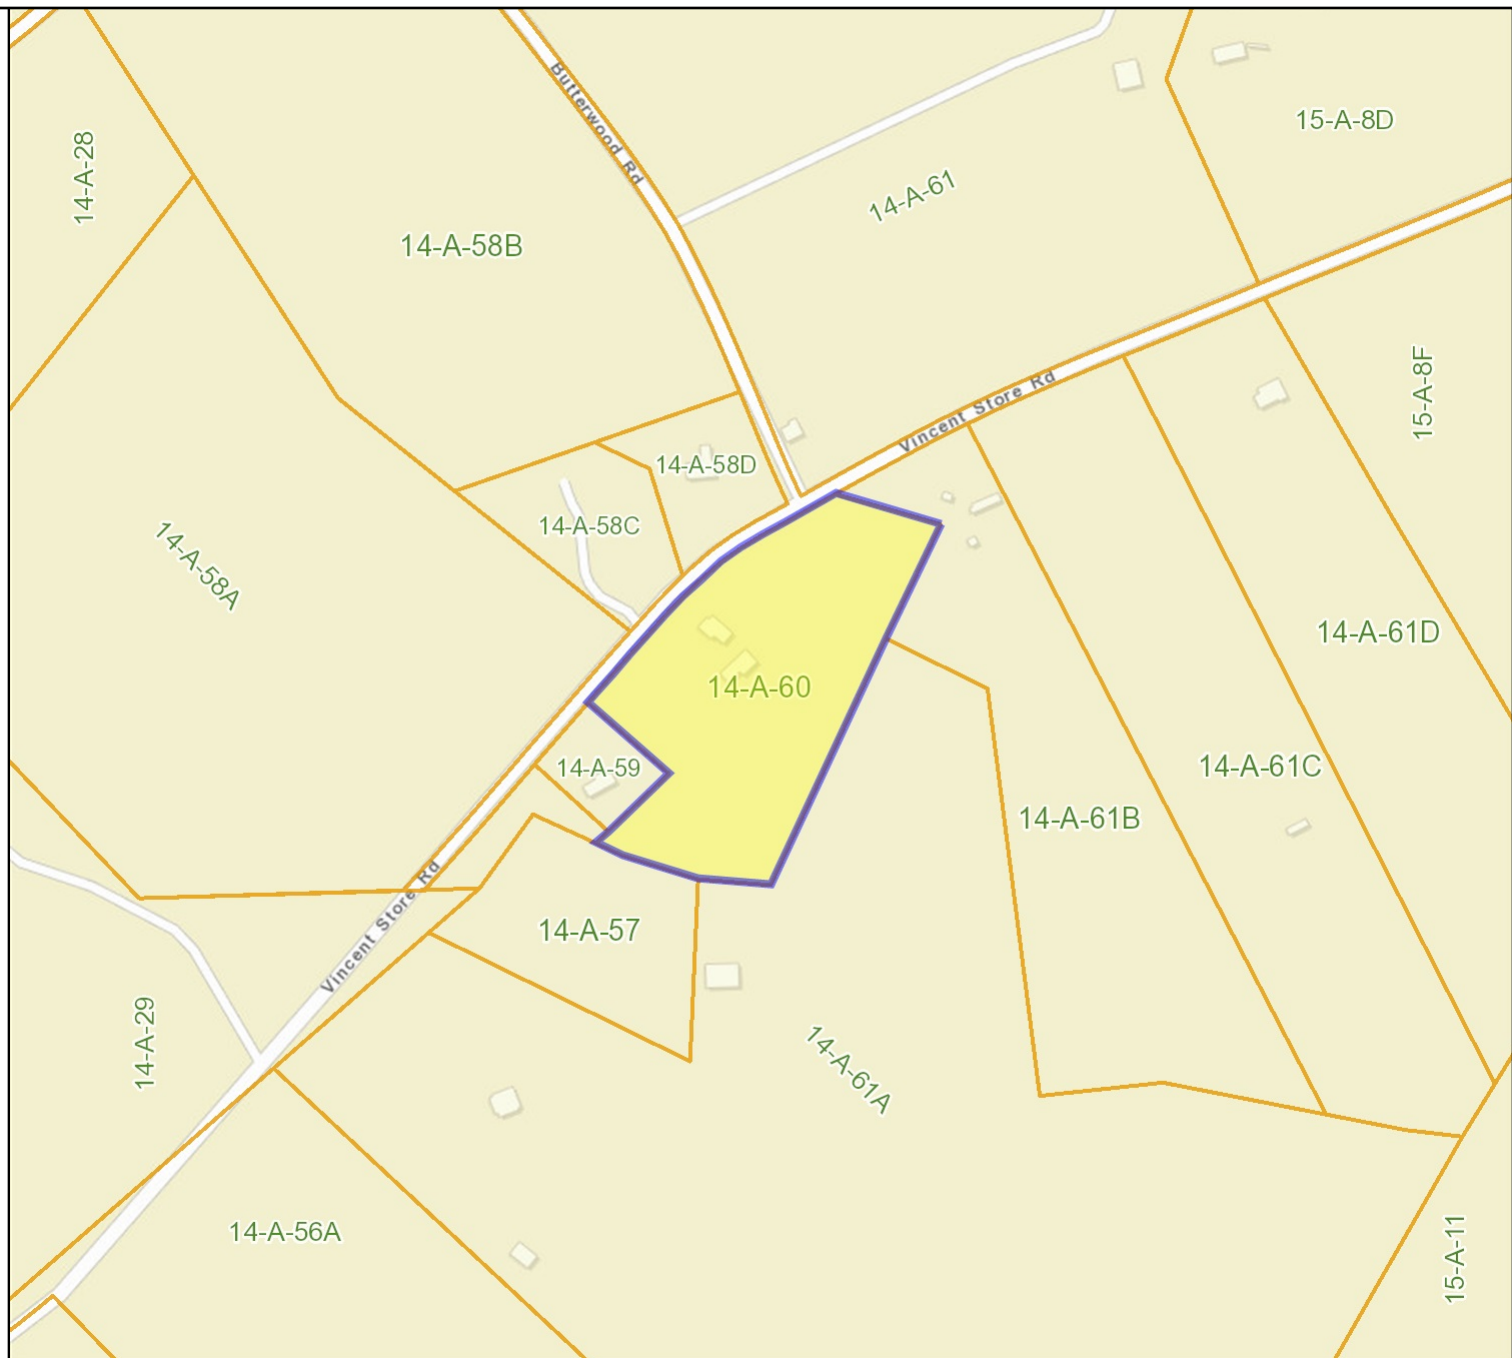 Butterwood Rd
15-A-8D
14-A-28
14-A-61
14-A-58B
Vincent Store Rd
15-A-8F
14-A-58D
14-A-58C
14-A-58A
14-A-61D
14-A-60
14-A-59
14-A-61C
14-A-61B
Vincent Store Rd
14-A-57
14-A-29
14-A-61A
14-A-56A
15-A-11